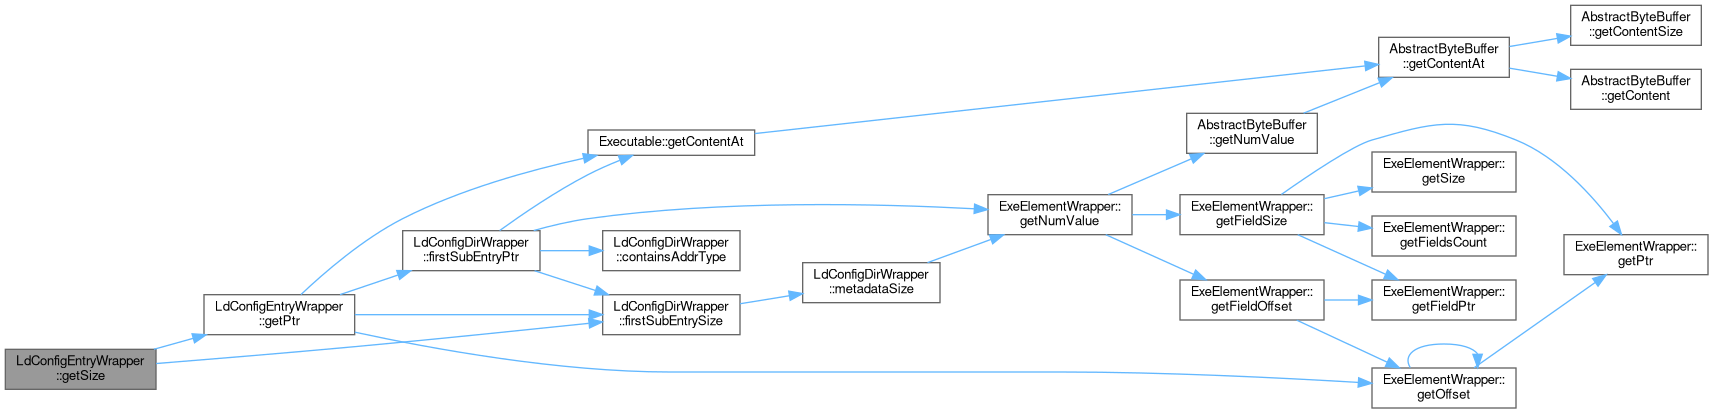 LdConfigEntryWrapper
::getSize
LdConfigEntryWrapper
::getPtr
Executable::getContentAt
LdConfigDirWrapper
::firstSubEntryPtr
LdConfigDirWrapper
::containsAddrType
LdConfigDirWrapper
::firstSubEntrySize
LdConfigDirWrapper
::metadataSize
ExeElementWrapper::
getNumValue
AbstractByteBuffer
::getNumValue
ExeElementWrapper::
getFieldSize
ExeElementWrapper::
getFieldOffset
AbstractByteBuffer
::getContentAt
ExeElementWrapper::
getSize
ExeElementWrapper::
getFieldsCount
ExeElementWrapper::
getFieldPtr
ExeElementWrapper::
getOffset
AbstractByteBuffer
::getContentSize
AbstractByteBuffer
::getContent
ExeElementWrapper::
getPtr